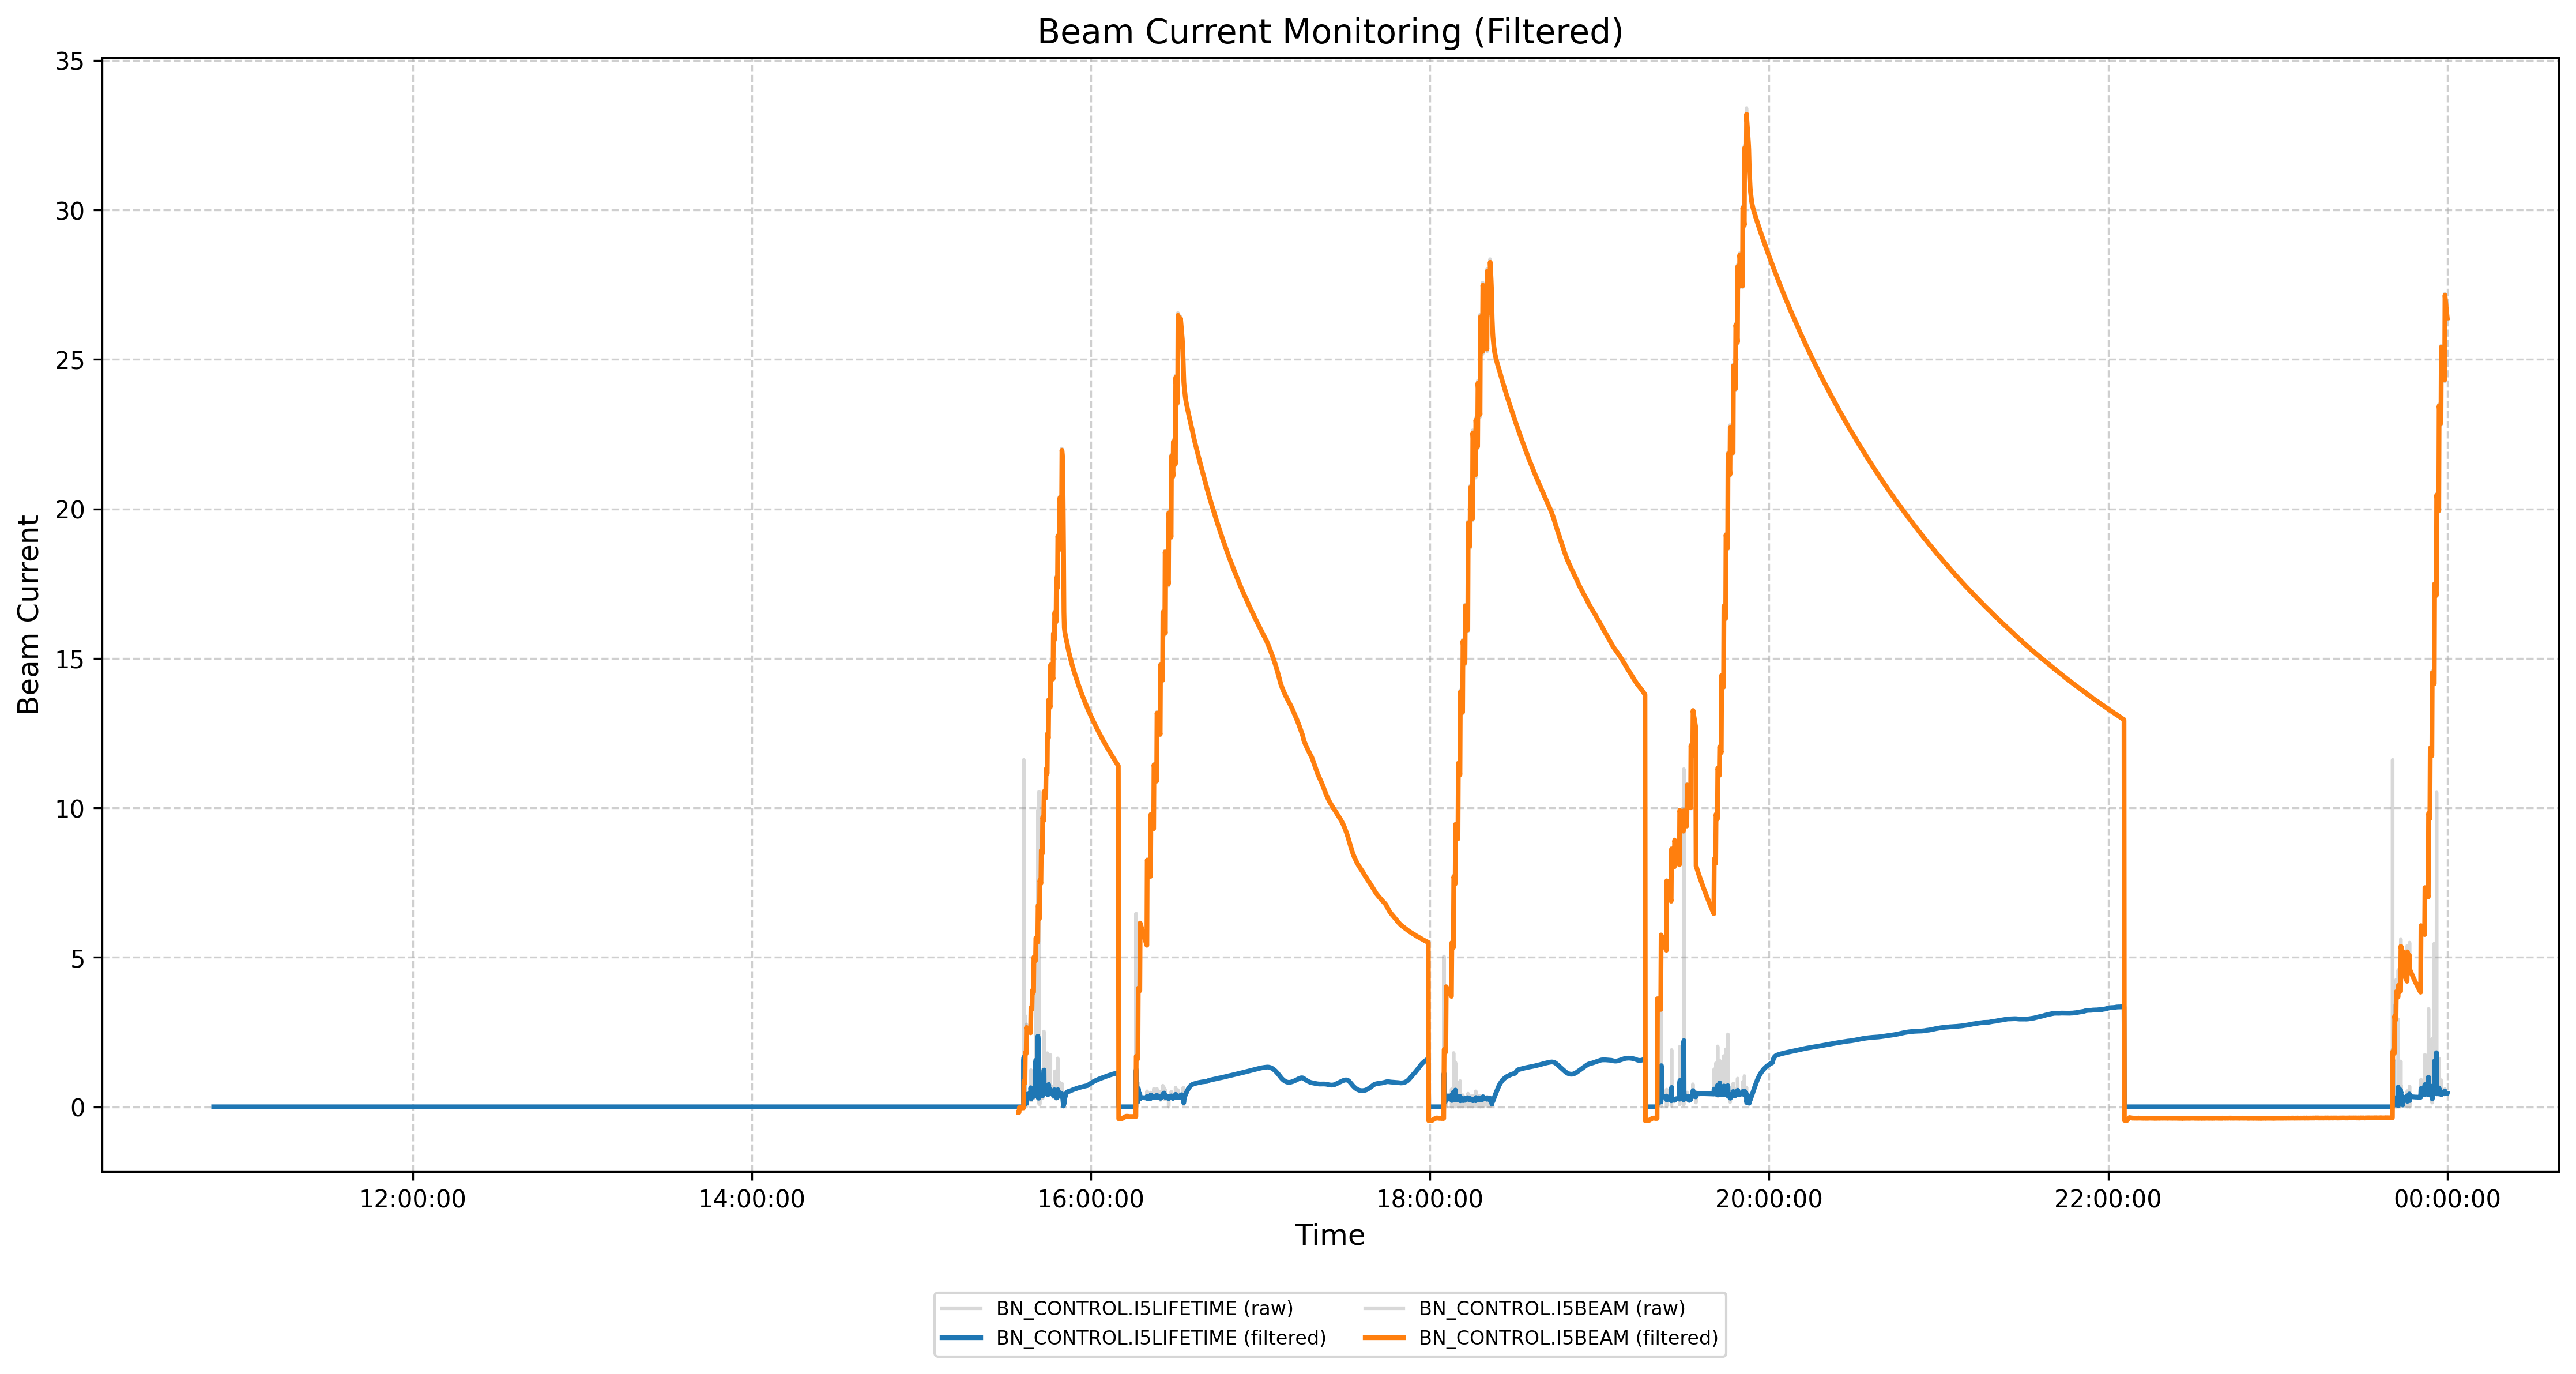 Beam Current Monitoring (Filtered)
35
30
25
20
15
10
5
0
Beam Current
12:00:00 14:00:00 16:00:00 18:00:00 20:00:00 22:00:00 00:00:00
Time
BN_CONTROL.I5LIFETIME (raw) BN_CONTROL.I5BEAM (raw)
BN_CONTROL.I5LIFETIME (filtered) BN_CONTROL.I5BEAM (filtered)